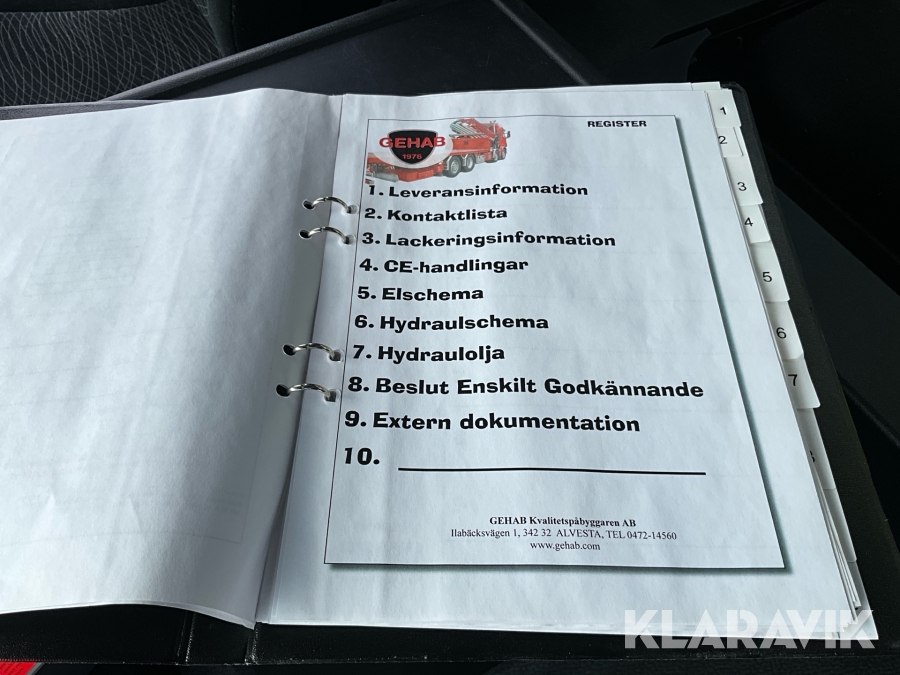 REGISTER
GEHAB
1976
1. Leveransinformation
2. Kontaktlista
3. Lackeringsinformation
4. CE-handlingar
5. Elschema
6. Hydraulschema
7. Hydraulolja
8. Beslut Enskilt Godkännande
9. Extern dokumentation
10.
GEHAB Kvalitetspåbyggaren AB
Ilabäcksvägen 1, 342 32 ALVESTA, TEL 0472-14560
www.gehab.com
1
2
3
4
5
6
7
KLARAVIK